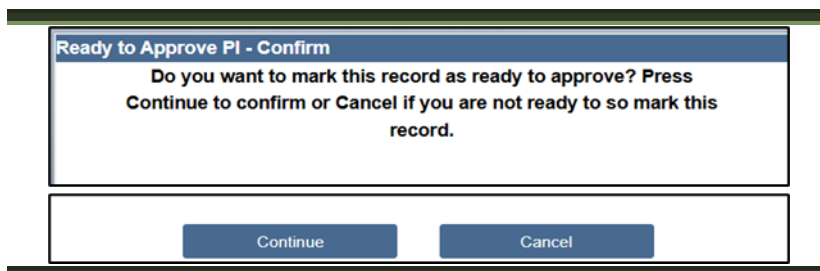 Ready to Approve PI - Confirm
Do you want to mark this record as ready to approve? Press
Continue to confirm or Cancel if you are not ready to so mark this
record.
Continue
Cancel